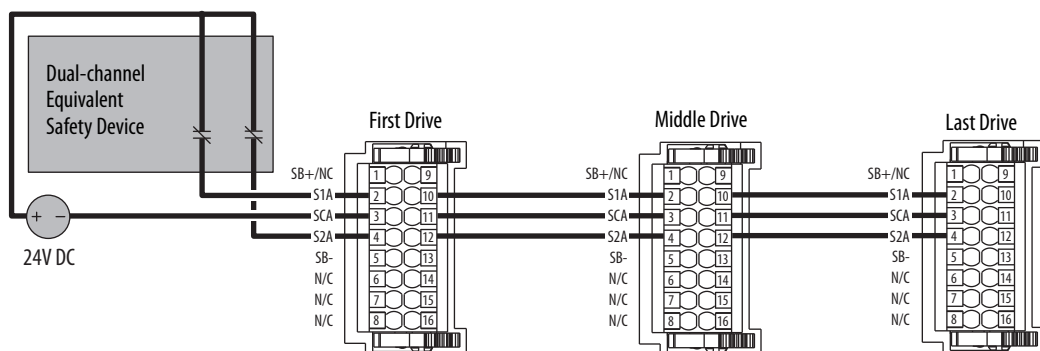 Dual-channel
Equivalent
Safety Device
+ –
24V DC
First Drive
SB+/NC 1 9
S1A 2 10
SCA 3 11
S2A 4 12
SB- 5 13
N/C 6 14
N/C 7 15
N/C 8 16
Middle Drive
SB+/NC 1 9
S1A 2 10
SCA 3 11
S2A 4 12
SB- 5 13
N/C 6 14
N/C 7 15
N/C 8 16
Last Drive
SB+/NC 1 9
S1A 2 10
SCA 3 11
S2A 4 12
SB- 5 13
N/C 6 14
N/C 7 15
N/C 8 16